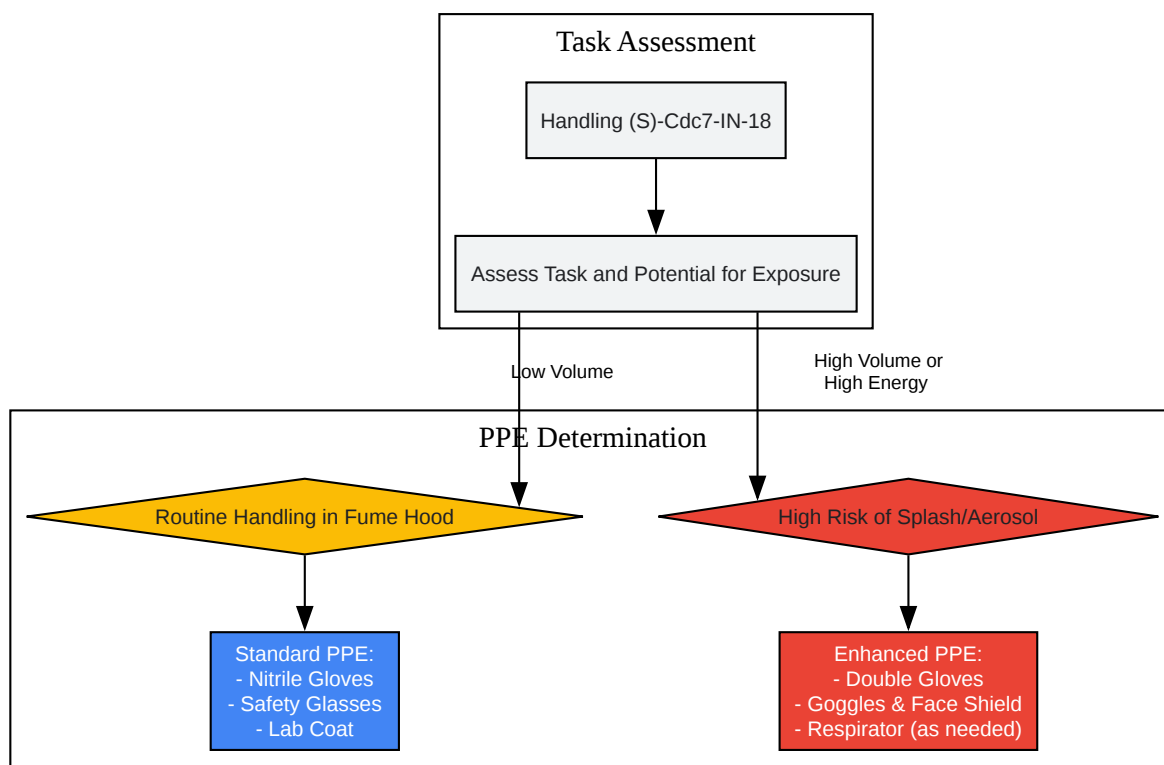 Task Assessment
Handling (S)-Cdc7-IN-18
Assess Task and Potential for Exposure
Low Volume
High Volume or
High Energy
PPE Determination
Routine Handling in Fume Hood
High Risk of Splash/Aerosol
Standard PPE:
- Nitrile Gloves
- Safety Glasses
- Lab Coat
Enhanced PPE:
- Double Gloves
- Goggles & Face Shield
- Respirator (as needed)